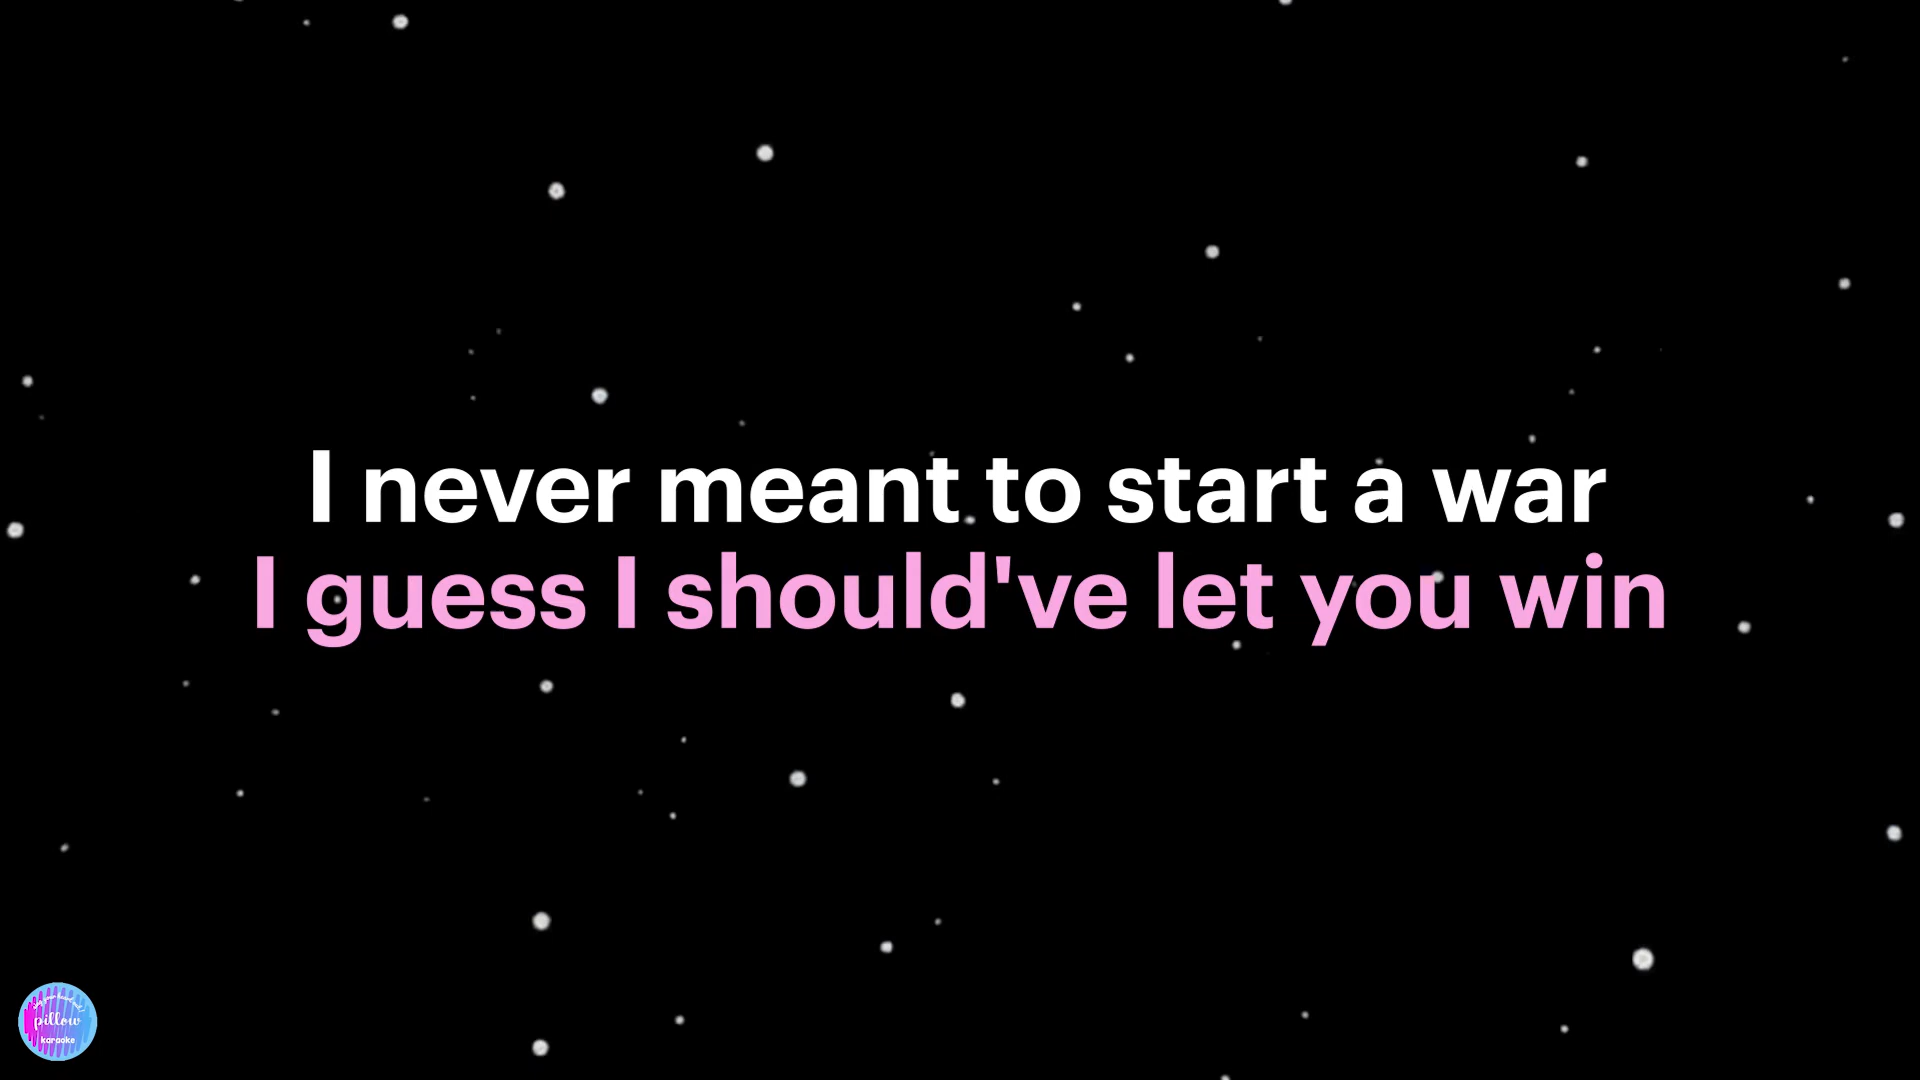 I never meant to start a war
I guess I should've let you win
pillow
karaoke